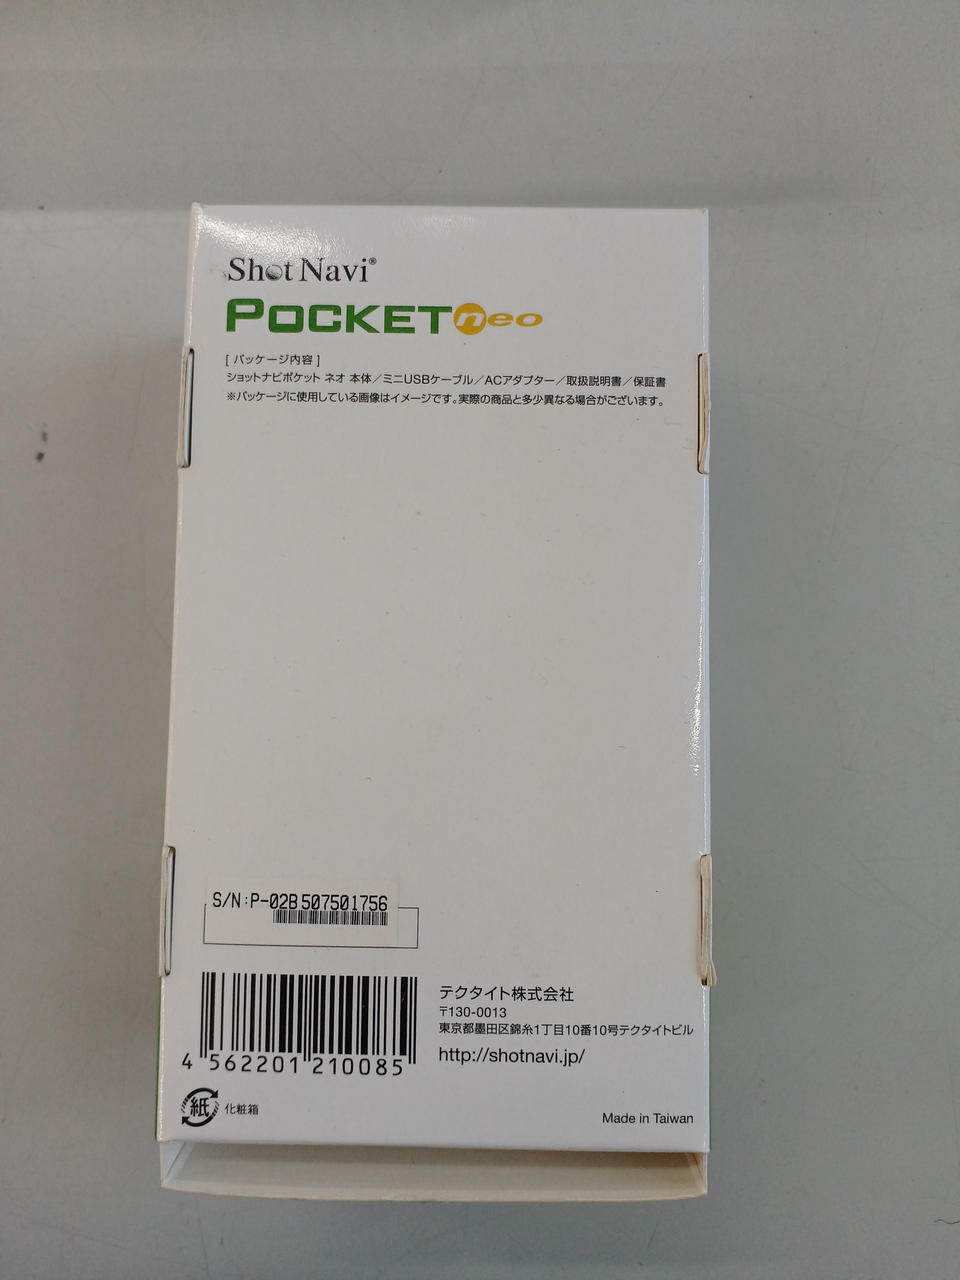 Shot Navi®
POCKET neo
[ パッケージ内容 ]
ショットナビポケット ネオ 本体／ミニUSBケーブル／ACアダプター／取扱説明書／保証書
※パッケージに使用している画像はイメージです。実際の商品と多少異なる場合がございます。
S/N:P-02B507501756
4 562201 210085
テクタイト株式会社
〒130-0013
東京都墨田区錦糸1丁目10番10号テクタイトビル
http://shotnavi.jp/
紙 化粧箱
Made in Taiwan